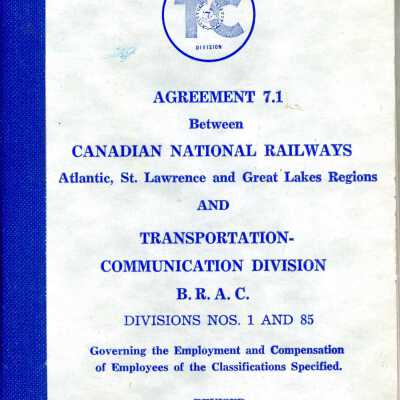 TC
DIVISION
AGREEMENT 7.1
Between
CANADIAN NATIONAL RAILWAYS
Atlantic, St. Lawrence and Great Lakes Regions
AND
TRANSPORTATION-
COMMUNICATION DIVISION
B. R. A. C.
DIVISIONS NOS. 1 AND 85
Governing the Employment and Compensation
of Employees of the Classifications Specified.